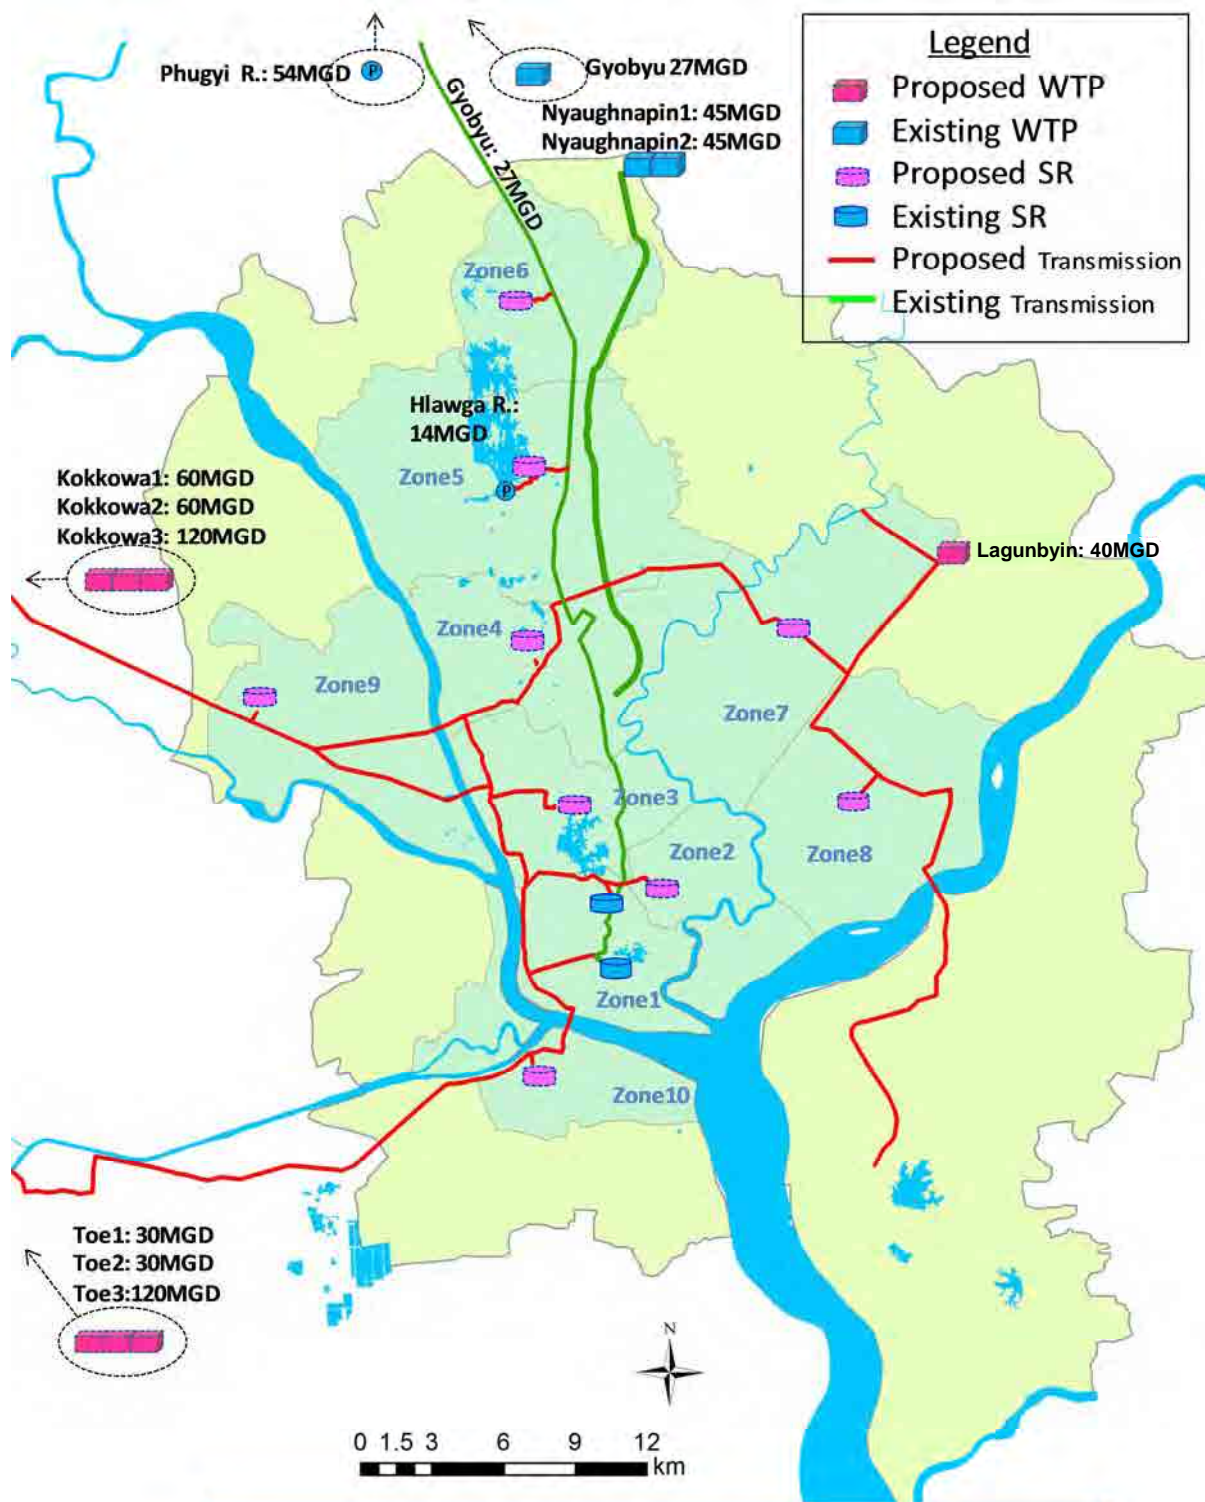 Phugyi R.: 54MGD
P
Gyobyu 27MGD
Nyaughnapin1: 45MGD
Nyaughnapin2: 45MGD
Gyobyu: 27MGD
Legend
Proposed WTP
Existing WTP
Proposed SR
Existing SR
Proposed Transmission
Existing Transmission
Zone6
Hlawga R.:
14MGD
Zone5
P
Kokkowa1: 60MGD
Kokkowa2: 60MGD
Kokkowa3: 120MGD
Lagunbyin: 40MGD
Zone4
Zone9
Zone7
Zone3
Zone2
Zone8
Zone1
Zone10
Toe1: 30MGD
Toe2: 30MGD
Toe3:120MGD
N
0 1.5 3 6 9 12
km